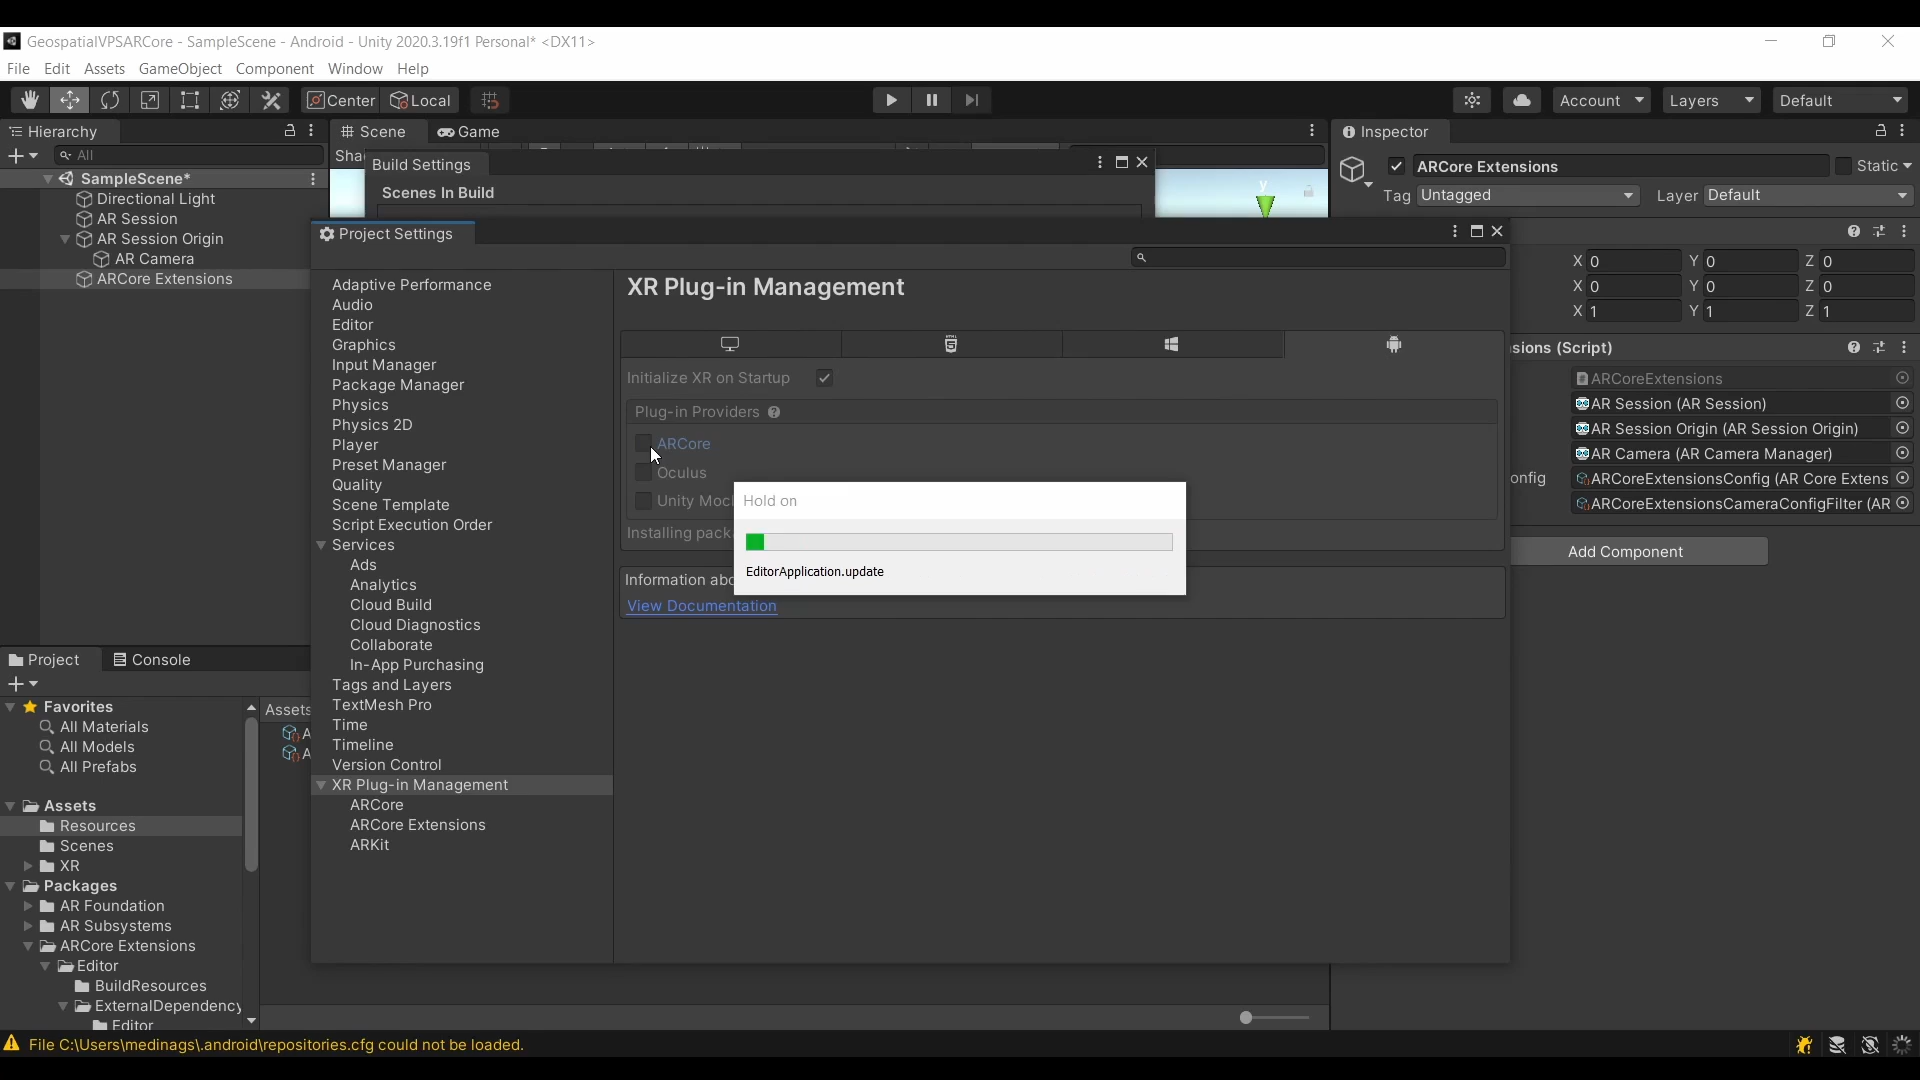 GeospatialVPSARCore - SampleScene - Android - Unity 2020.3.19f1 Personal* <DX11>
File Edit Assets GameObject Component Window Help
Center Local Account Layers Default
Hierarchy
All
SampleScene*
Directional Light
AR Session
AR Session Origin
AR Camera
ARCore Extensions
Scene Game
Build Settings
Scenes In Build
y
Project Settings
Adaptive Performance
Audio
Editor
Graphics
Input Manager
Package Manager
Physics
Physics 2D
Player
Preset Manager
Quality
Scene Template
Script Execution Order
Services
Ads
Analytics
Cloud Build
Cloud Diagnostics
Collaborate
In-App Purchasing
Tags and Layers
TextMesh Pro
Time
Timeline
Version Control
XR Plug-in Management
ARCore
ARCore Extensions
ARKit
XR Plug-in Management
Initialize XR on Startup
Plug-in Providers
ARCore
Oculus
Unity
Installing
Hold on
EditorApplication.update
Information
View Documentation
Inspector
ARCore Extensions Static
Tag Untagged Layer Default
X 0 Y 0 Z 0
X 0 Y 0 Z 0
X 1 Y 1 Z 1
sions (Script)
ARCoreExtensions
AR Session (AR Session)
AR Session Origin (AR Session Origin)
AR Camera (AR Camera Manager)
onfig ARCoreExtensionsConfig (AR Core Extens
ARCoreExtensionsCameraConfigFilter (AR
Add Component
Project Console
Favorites
All Materials
All Models
All Prefabs
Assets
Resources
Scenes
XR
Packages
AR Foundation
AR Subsystems
ARCore Extensions
Editor
BuildResources
ExternalDependency
Editor
Assets
A
A
File C:\Users\medinags\.android\repositories.cfg could not be loaded.